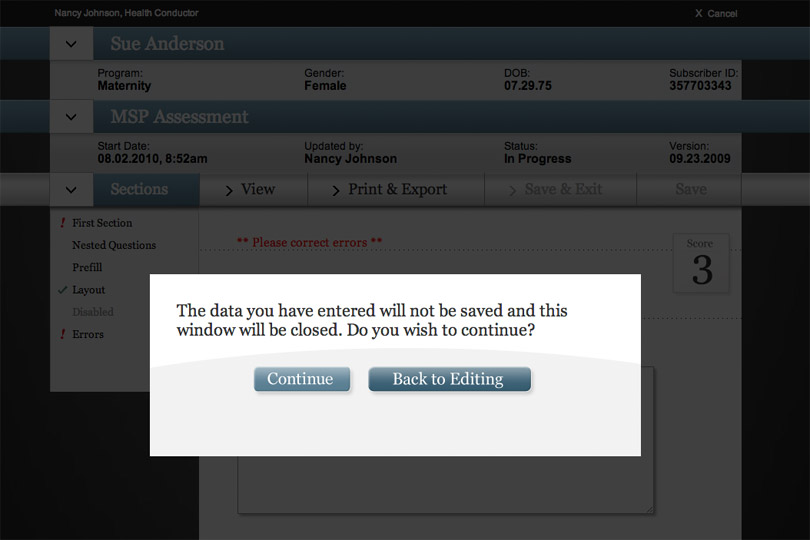 Nancy Johnson, Health Conductor
X Cancel
Sue Anderson
Program: Gender: DOB: Subscriber ID:
Maternity Female 07.29.75 357703343
MSP Assessment
Start Date: Updated by: Status: Version:
08.02.2010, 8:52am Nancy Johnson In Progress 09.23.2009
Sections View Print & Export Save & Exit Save
! First Section
Nested Questions
Prefill
Layout
Disabled
! Errors
** Please correct errors **
Score
3
The data you have entered will not be saved and this
window will be closed. Do you wish to continue?
Continue Back to Editing